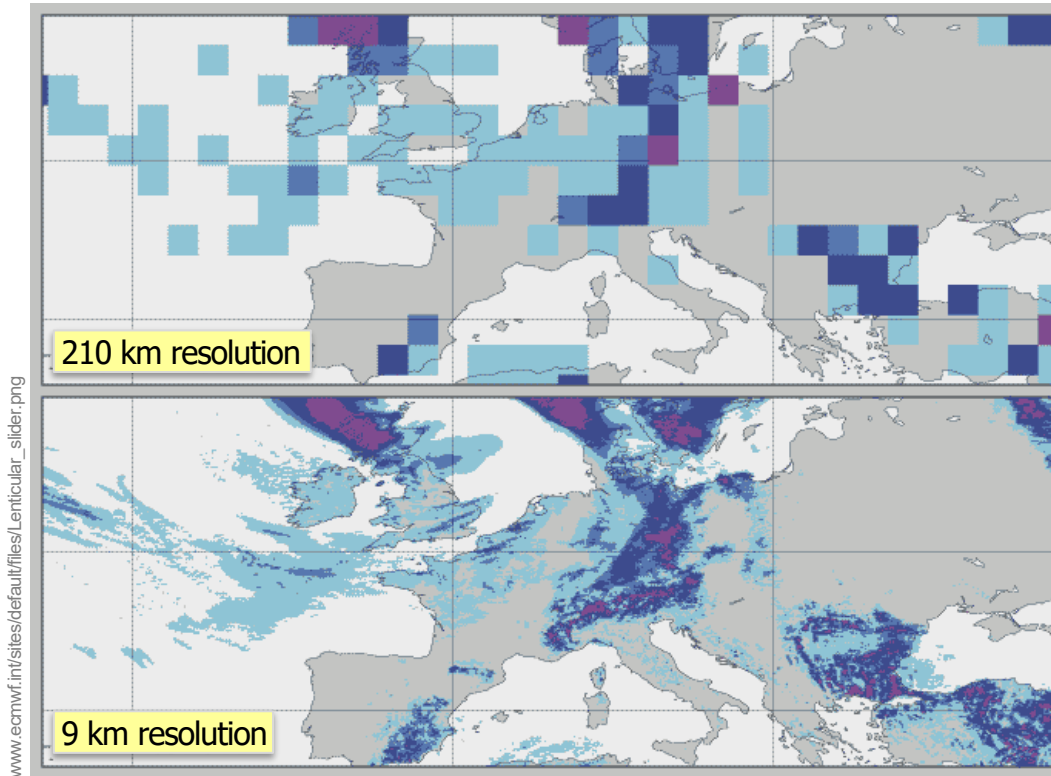 210 km resolution
9 km resolution
www.ecmwf.int/sites/default/files/Lenticular_slider.png